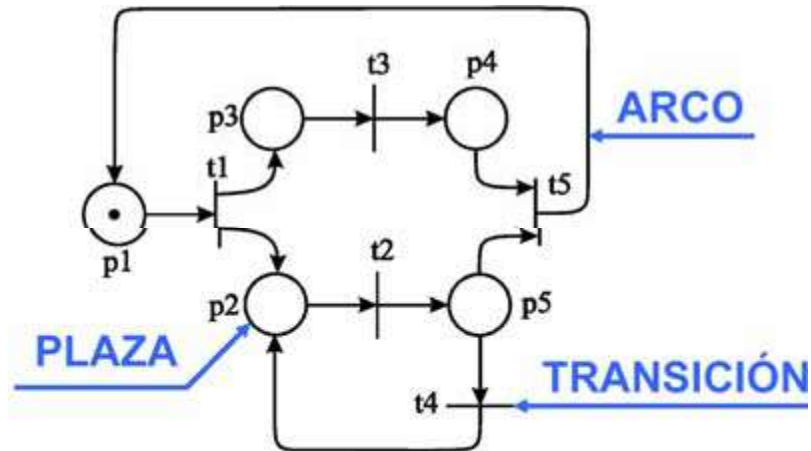 t3
p4
p3
ARCO
t1
t5
p1
t2
p2
p5
PLAZA
TRANSICIÓN
t4